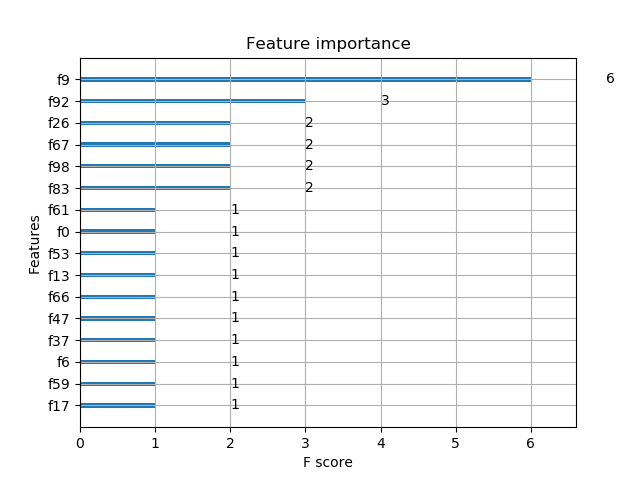 Feature importance
f9 6
f92 3
f26 2
f67 2
f98 2
f83 2
f61 1
f0 1
f53 1
f13 1
f66 1
f47 1
f37 1
f6 1
f59 1
f17 1
Features
0 1 2 3 4 5 6
F score